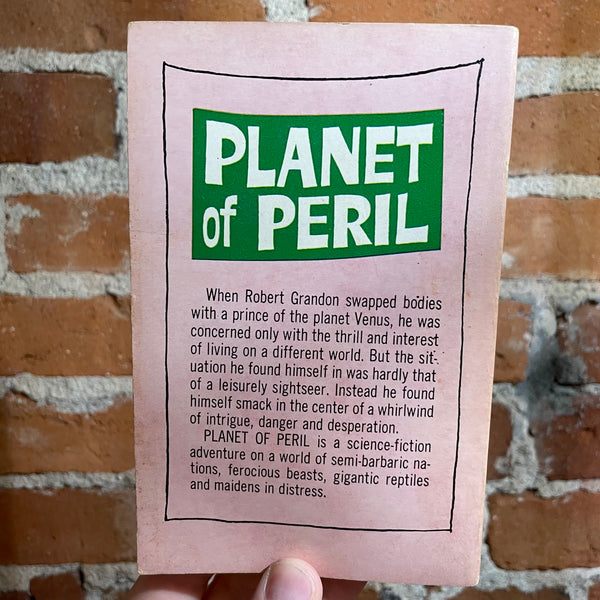 PLANET
of PERIL
When Robert Grandon swapped bodies
with a prince of the planet Venus, he was
concerned only with the thrill and interest
of living on a different world. But the sit-
uation he found himself in was hardly that
of a leisurely sightseer. Instead he found
himself smack in the center of a whirlwind
of intrigue, danger and desperation.
PLANET OF PERIL is a science-fiction
adventure on a world of semi-barbaric na-
tions, ferocious beasts, gigantic reptiles
and maidens in distress.